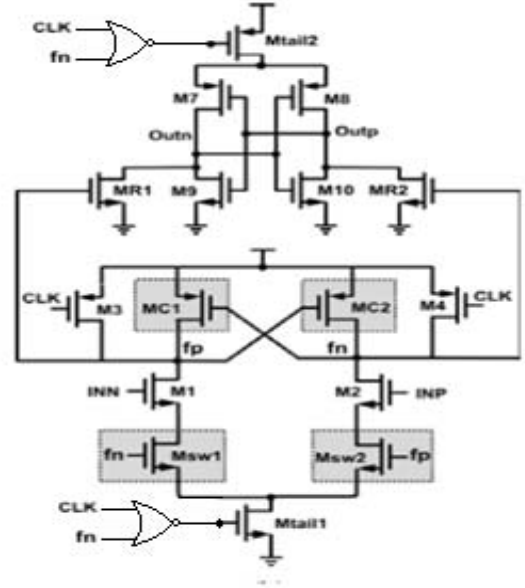 CLK
fn
Mtail2
M7
M8
Outn
Outp
MR1
M9
M10
MR2
CLK
M3
MC1
MC2
M4
CLK
fp
fn
INN
M1
M2
INP
fn
Msw1
Msw2
fp
CLK
fn
Mtail1